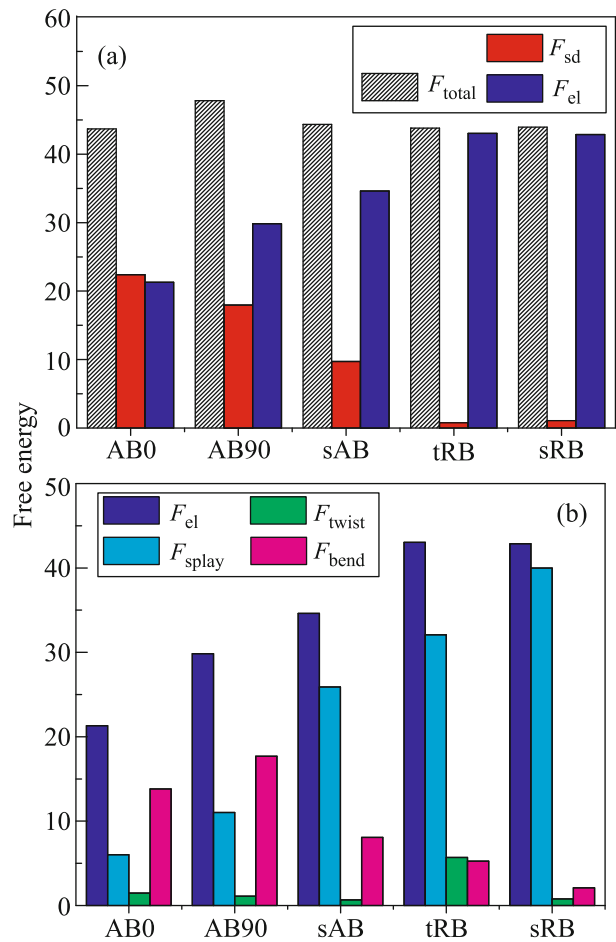 60
50
40
30
20
10
0
(a)
F_total
F_sd
F_el
AB0 AB90 sAB tRB sRB
Free energy
50
40
30
20
10
0
(b)
F_el F_twist
F_splay F_bend
AB0 AB90 sAB tRB sRB